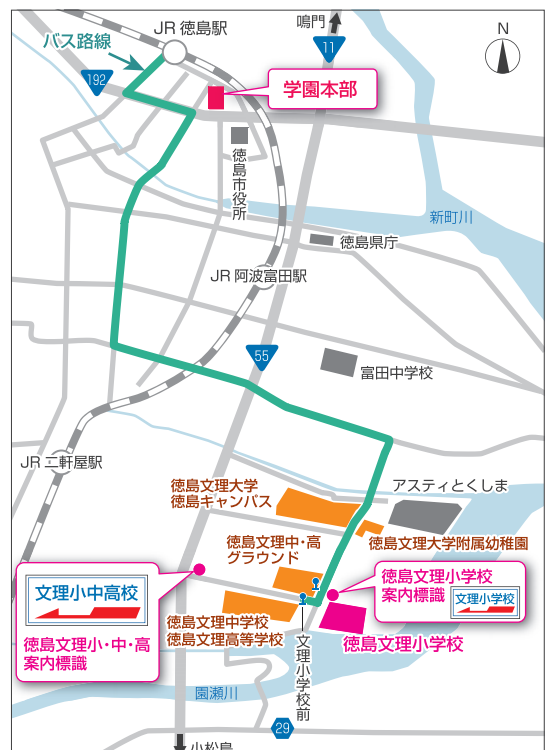 JR 徳島駅
鳴門
N
バス路線
11
192
学園本部
徳島市役所
新町川
徳島県庁
JR 阿波富田駅
55
富田中学校
JR 二軒屋駅
アスティとくしま
徳島文理大学
徳島キャンパス
徳島文理大学附属幼稚園
徳島文理中・高
グラウンド
徳島文理小学校
案内標識
文理小学校
文理小中高校
徳島文理小・中・高
案内標識
徳島文理中学校
徳島文理高等学校
文理小学校前
徳島文理小学校
園瀬川
29
小松島